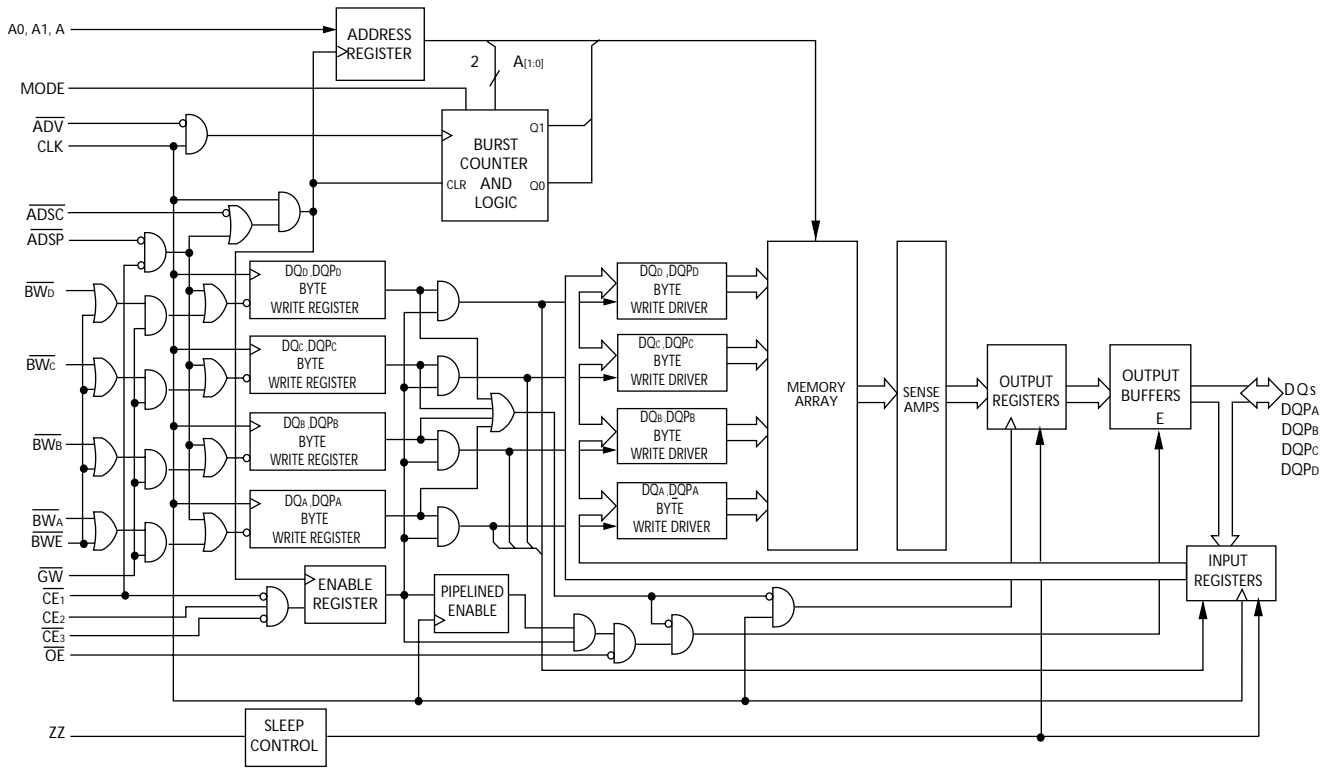 A0, A1, A
ADDRESS
REGISTER
2 A[1:0]
MODE
ADV
CLK
BURST
COUNTER
AND
LOGIC
Q1
CLR
Q0
ADSC
ADSP
BWD
BWC
BWB
BWA
BWE
GW
CE1
CE2
CE3
OE
ZZ
DQD ,DQPD
BYTE
WRITE REGISTER
DQC ,DQPC
BYTE
WRITE REGISTER
DQB ,DQPB
BYTE
WRITE REGISTER
DQA ,DQPA
BYTE
WRITE REGISTER
ENABLE
REGISTER
PIPELINED
ENABLE
SLEEP
CONTROL
DQD ,DQPD
BYTE
WRITE DRIVER
DQC ,DQPC
BYTE
WRITE DRIVER
DQB ,DQPB
BYTE
WRITE DRIVER
DQA ,DQPA
BYTE
WRITE DRIVER
MEMORY
ARRAY
SENSE
AMPS
OUTPUT
REGISTERS
OUTPUT
BUFFERS
E
DQs
DQPA
DQPB
DQPC
DQPD
INPUT
REGISTERS